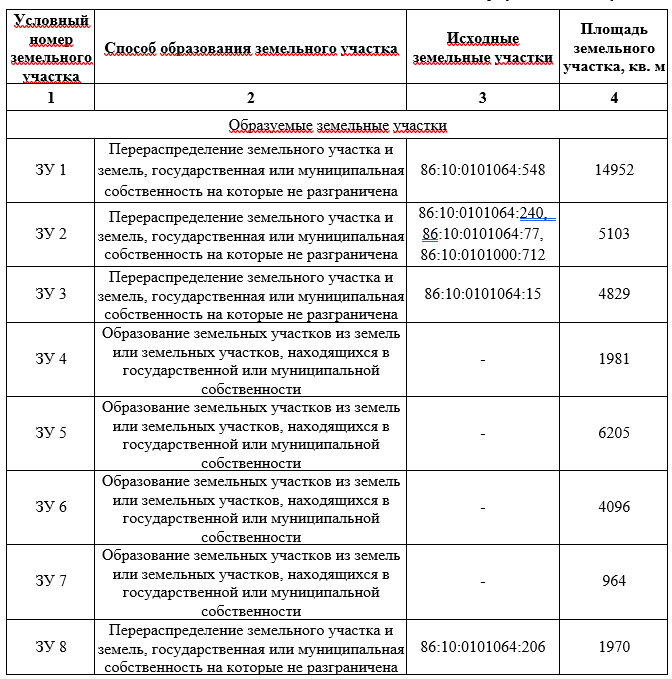 Условный номер земельного участка | Способ образования земельного участка | Исходные земельные участки | Площадь земельного участка, кв. м
1 | 2 | 3 | 4
Образуемые земельные участки
ЗУ 1 | Перераспределение земельного участка и земель, государственная или муниципальная собственность на которые не разграничена | 86:10:0101064:548 | 14952
ЗУ 2 | Перераспределение земельного участка и земель, государственная или муниципальная собственность на которые не разграничена | 86:10:0101064:240, 86:10:0101064:77, 86:10:0101000:712 | 5103
ЗУ 3 | Перераспределение земельного участка и земель, государственная или муниципальная собственность на которые не разграничена | 86:10:0101064:15 | 4829
ЗУ 4 | Образование земельных участков из земель или земельных участков, находящихся в государственной или муниципальной собственности | - | 1981
ЗУ 5 | Образование земельных участков из земель или земельных участков, находящихся в государственной или муниципальной собственности | - | 6205
ЗУ 6 | Образование земельных участков из земель или земельных участков, находящихся в государственной или муниципальной собственности | - | 4096
ЗУ 7 | Образование земельных участков из земель или земельных участков, находящихся в государственной или муниципальной собственности | - | 964
ЗУ 8 | Перераспределение земельного участка и земель, государственная или муниципальная собственность на которые не разграничена | 86:10:0101064:206 | 1970